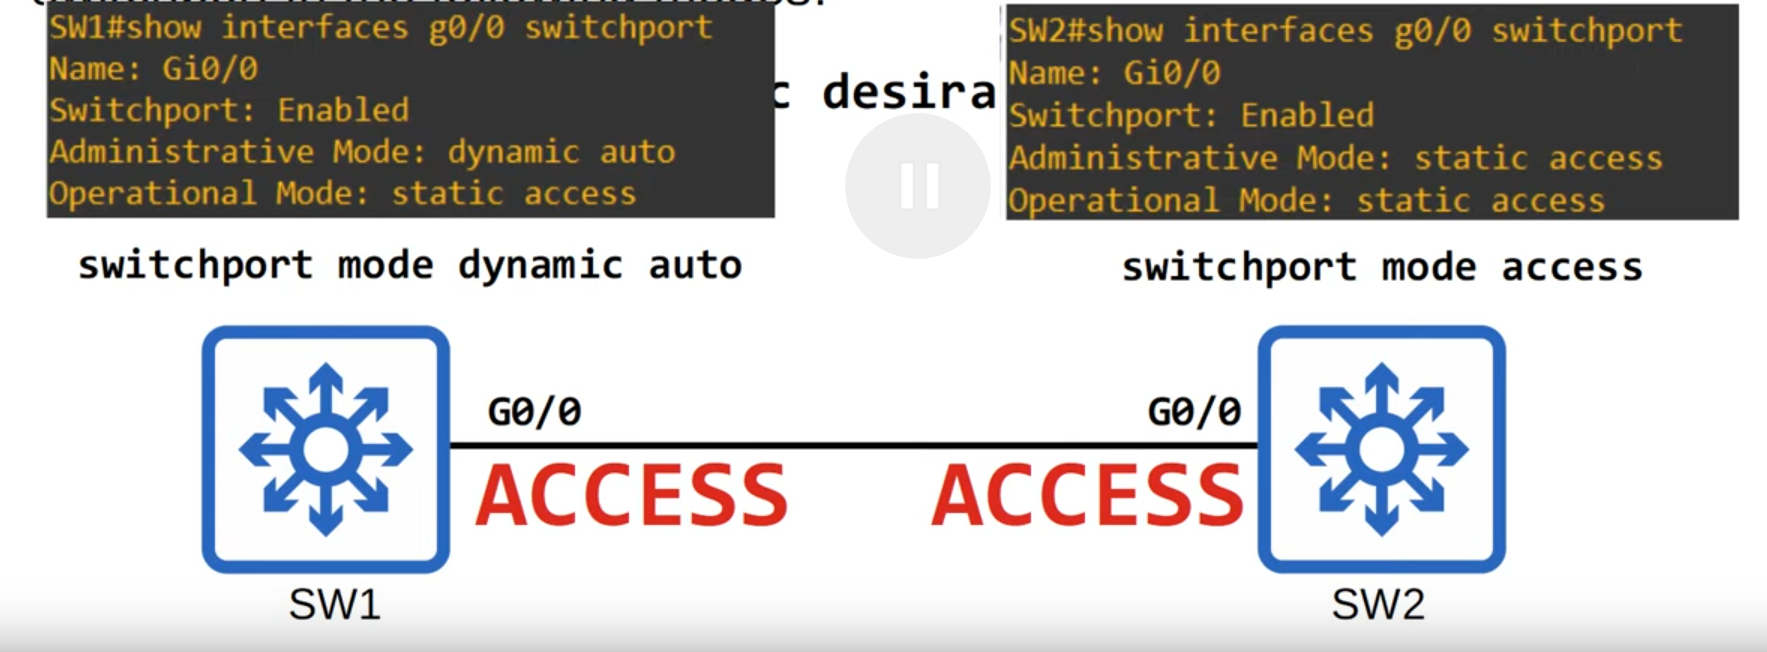 SW1#show interfaces g0/0 switchport
Name: Gi0/0
Switchport: Enabled
Administrative Mode: dynamic auto
Operational Mode: static access
c desira
SW2#show interfaces g0/0 switchport
Name: Gi0/0
Switchport: Enabled
Administrative Mode: static access
Operational Mode: static access
switchport mode dynamic auto
switchport mode access
G0/0
G0/0
ACCESS
ACCESS
SW1
SW2